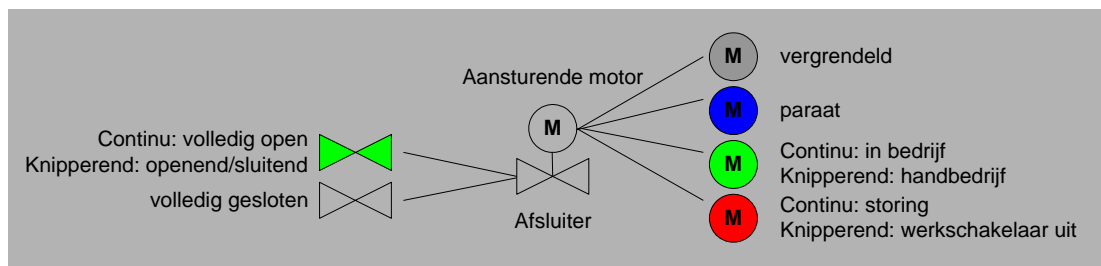 Continu: volledig open
Knipperend: openend/sluitend
volledig gesloten
Aansturende motor
M
Afsluiter
M
vergrendeld
M
paraat
M
Continu: in bedrijf
Knipperend: handbedrijf
M
Continu: storing
Knipperend: werkschakelaar uit